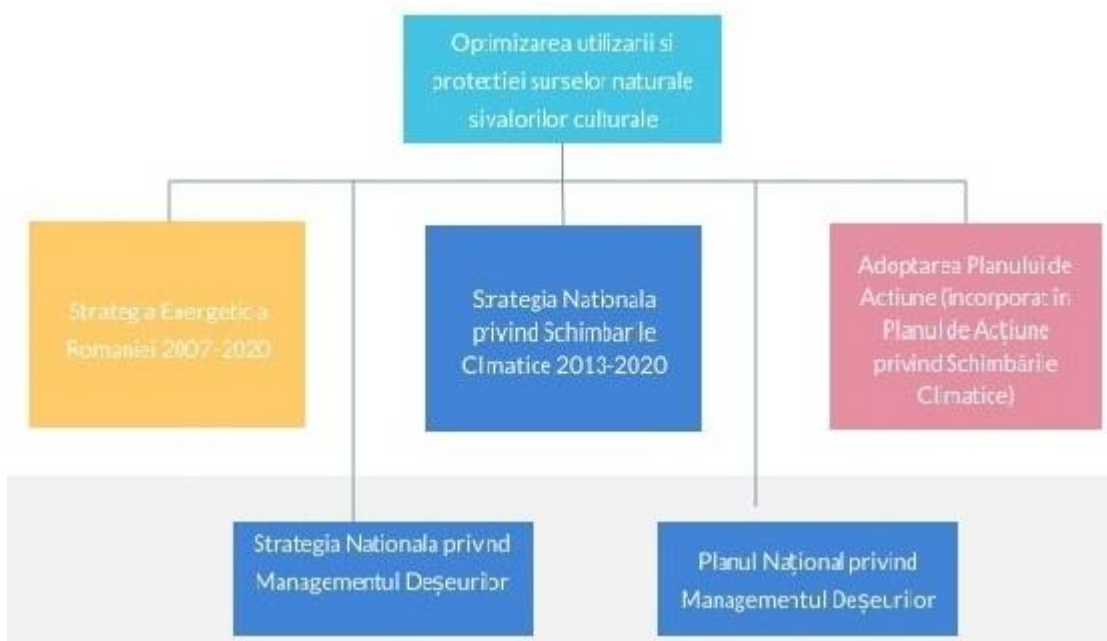 Optimizarea utilizarii si
protectiei surselor naturale
sivalorilor culturale
Strategia Energetica
Romaniei 2007-2020
Strategia Nationala
privind Schimbarile
Climatice 2013-2020
Adoptarea Planului de
Actiune (incorporat în
Planul de Acțiune
privind Schimbările
Climatice)
Strategia Nationala privind
Managementul Deșeurilor
Planul Național privind
Managementul Deșeurilor